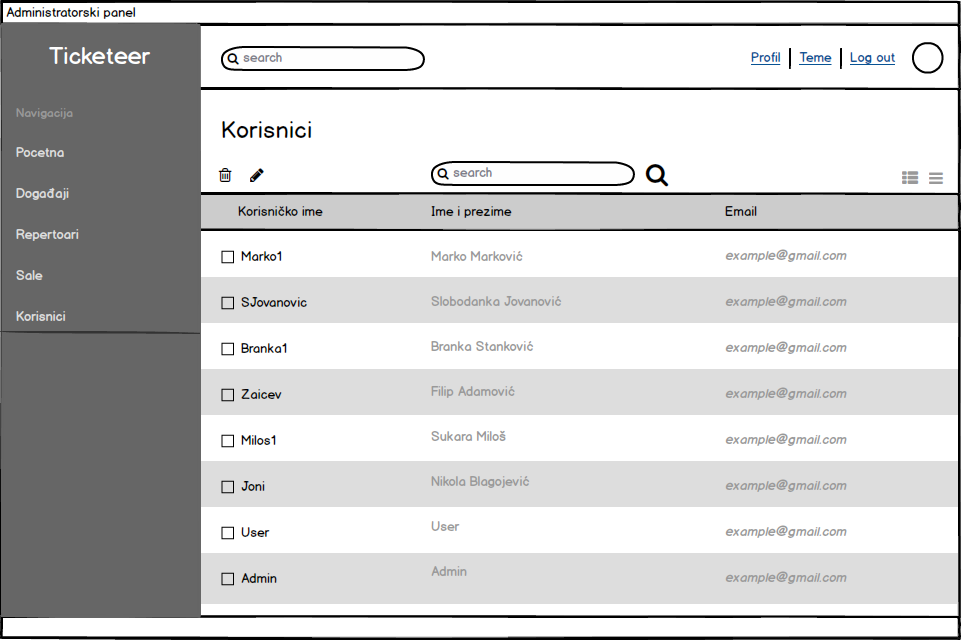 Administratorski panel
Ticketeer
search
Profil Teme Log out
Navigacija
Pocetna
Događaji
Repertoari
Sale
Korisnici
Korisnici
search
Korisničko ime Ime i prezime Email
Marko1 Marko Marković example@gmail.com
SJovanovic Slobodanka Jovanović example@gmail.com
Branka1 Branka Stanković example@gmail.com
Zaicev Filip Adamović example@gmail.com
Milos1 Sukara Miloš example@gmail.com
Joni Nikola Blagojević example@gmail.com
User User example@gmail.com
Admin Admin example@gmail.com